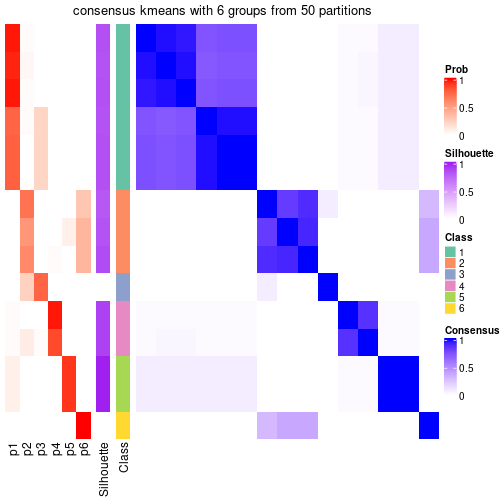 consensus kmeans with 6 groups from 50 partitions
Prob
1
0.5
0
Silhouette
1
0.5
0
Class
1
2
3
4
5
6
Consensus
1
0.5
0
p1
p2
p3
p4
p5
p6
Silhouette
Class